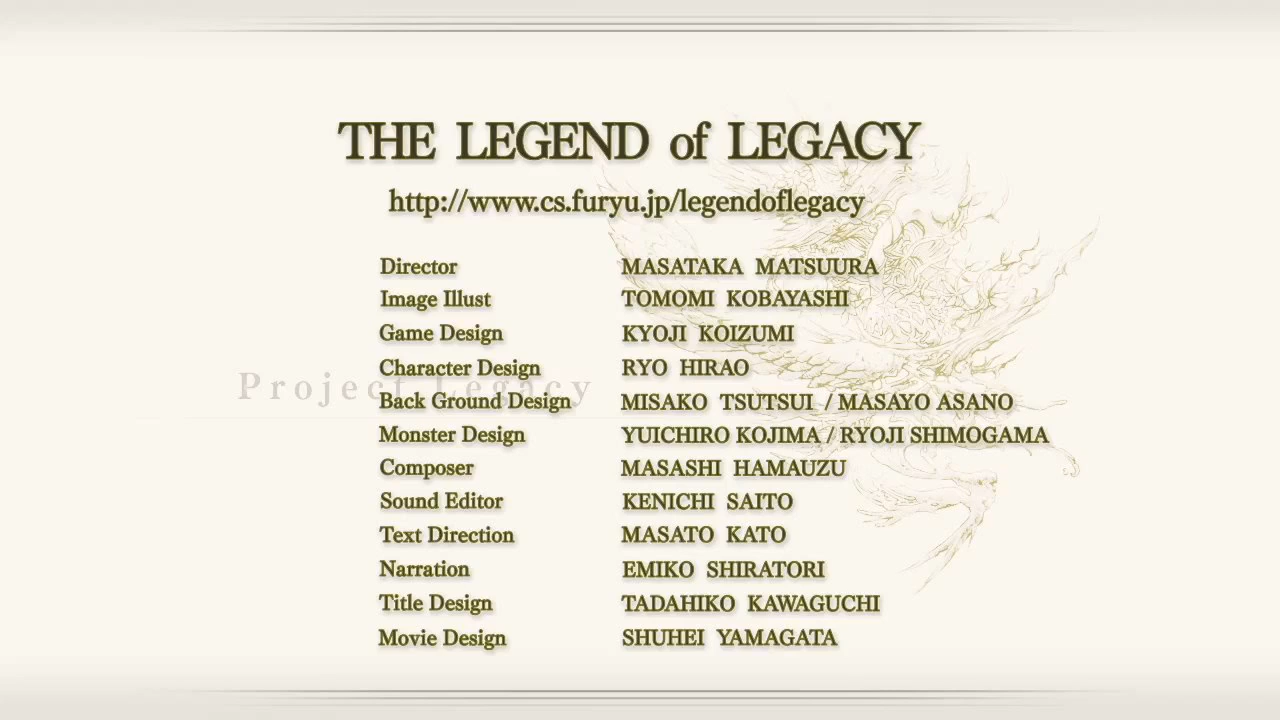 THE LEGEND of LEGACY
http://www.cs.furyu.jp/legendoflegacy
Director MASATAKA MATSUURA
Image Illust TOMOMI KOBAYASHI
Game Design KYOJI KOIZUMI
Character Design RYO HIRAO
Project Legacy
Back Ground Design MISAKO TSUTSUI / MASAYO ASANO
Monster Design YUICHIRO KOJIMA / RYOJI SHIMOGAMA
Composer MASASHI HAMAUZU
Sound Editor KENICHI SAITO
Text Direction MASATO KATO
Narration EMIKO SHIRATORI
Title Design TADAHIKO KAWAGUCHI
Movie Design SHUHEI YAMAGATA